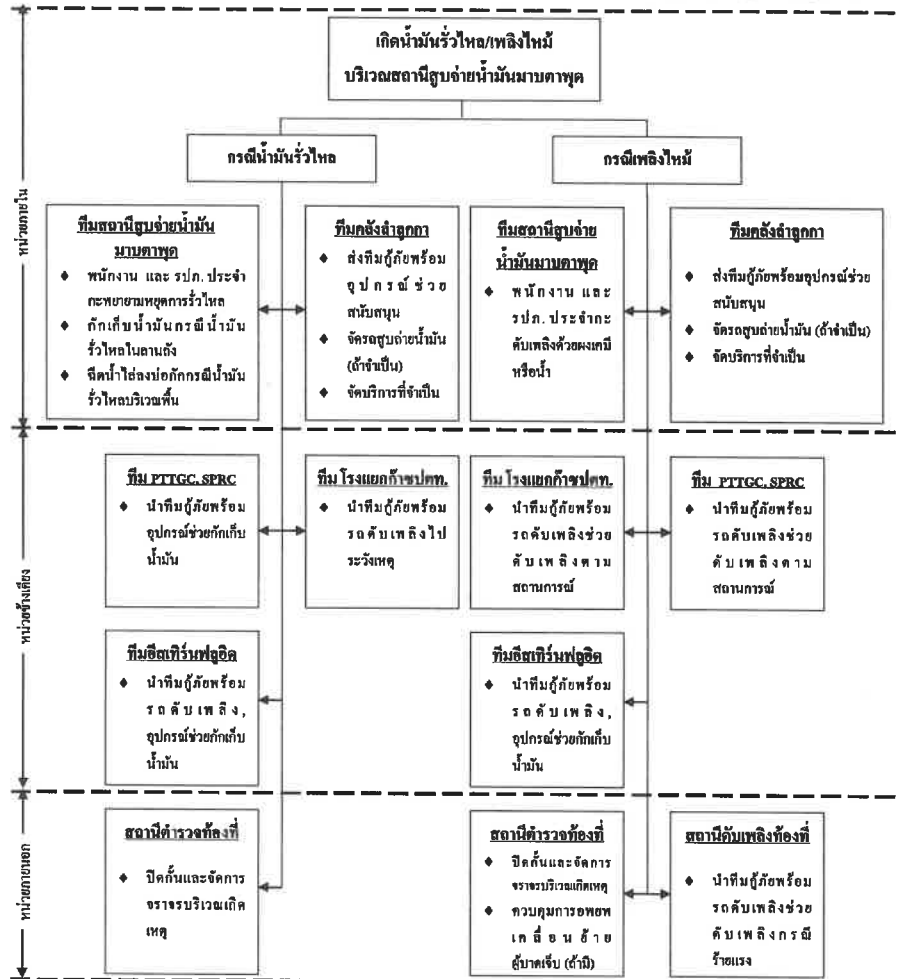 เกิดน้ำมันรั่วไหล/เพลิงไหม้
บริเวณสถานีสูบจ่ายน้ำมันมาบตาพุด
กรณีน้ำมันรั่วไหล
กรณีเพลิงไหม้
หน่วยภายใน
ทีมสถานีสูบจ่ายน้ำมัน
มาบตาพุด
♦ พนักงาน และ รปภ. ประจำ
กะพยายามหยุดการรั่วไหล
♦ กักเก็บน้ำมันกรณีน้ำมัน
รั่วไหลในลานถัง
♦ ฉีดน้ำไล่ลงบ่อกักกรณีน้ำมัน
รั่วไหลบริเวณพื้น
ทีมคลังลำลูกกา
♦ ส่งทีมกู้ภัยพร้อม
อุปกรณ์ช่วย
สนับสนุน
♦ จัดรถสูบถ่ายน้ำมัน
(ถ้าจำเป็น)
♦ จัดบริการที่จำเป็น
ทีมสถานีสูบจ่าย
น้ำมันมาบตาพุด
♦ พนักงาน และ
รปภ. ประจำกะ
ดับเพลิงด้วยผงเคมี
หรือน้ำ
ทีมคลังลำลูกกา
♦ ส่งทีมกู้ภัยพร้อมอุปกรณ์ช่วย
สนับสนุน
♦ จัดรถสูบถ่ายน้ำมัน (ถ้าจำเป็น)
♦ จัดบริการที่จำเป็น
หน่วยข้างเคียง
ทีม PTTGC, SPRC
♦ นำทีมกู้ภัยพร้อม
อุปกรณ์ช่วยกักเก็บ
น้ำมัน
ทีม โรงแยกก๊าซปตท.
♦ นำทีมกู้ภัยพร้อม
รถดับเพลิงไป
ระวังเหตุ
ทีม โรงแยกก๊าซปตท.
♦ นำทีมกู้ภัยพร้อม
รถดับเพลิงช่วย
ดับเพลิงตาม
สถานการณ์
ทีม PTTGC, SPRC
♦ นำทีมกู้ภัยพร้อม
รถดับเพลิงช่วย
ดับเพลิงตาม
สถานการณ์
ทีมอีสเทิร์นฟลูอิด
♦ นำทีมกู้ภัยพร้อม
รถดับเพลิง,
อุปกรณ์ช่วยกักเก็บ
น้ำมัน
ทีมอีสเทิร์นฟลูอิด
♦ นำทีมกู้ภัยพร้อม
รถดับเพลิง,
อุปกรณ์ช่วยกักเก็บ
น้ำมัน
หน่วยภายนอก
สถานีตำรวจท้องที่
♦ ปิดกั้นและจัดการ
จราจรบริเวณเกิด
เหตุ
สถานีตำรวจท้องที่
♦ ปิดกั้นและจัดการ
จราจรบริเวณเกิดเหตุ
♦ ควบคุมการอพยพ
เคลื่อนย้าย
ผู้บาดเจ็บ (ถ้ามี)
สถานีดับเพลิงท้องที่
♦ นำทีมกู้ภัยพร้อม
รถดับเพลิงช่วย
ดับเพลิงกรณี
ร้ายแรง